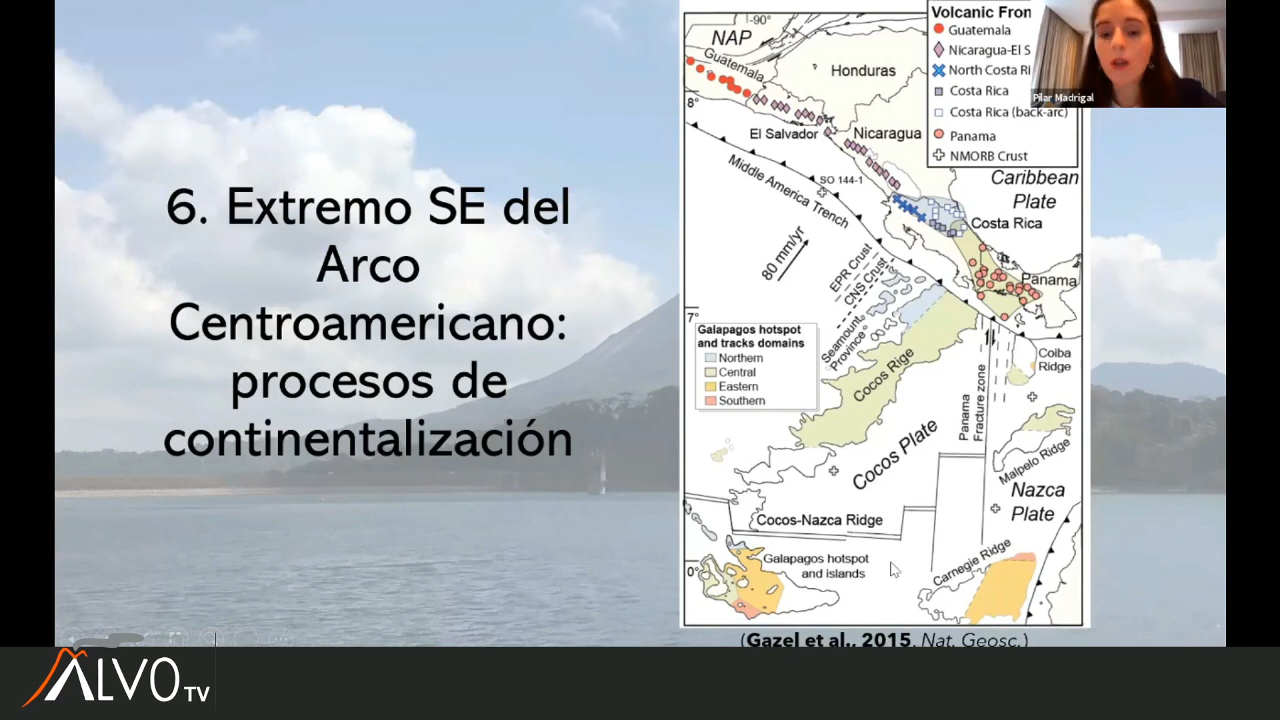 6. Extremo SE del
Arco
Centroamericano:
procesos de
continentalización
-90°
NAP
Guatemala
Honduras
8°
El Salvador
Nicaragua
Middle America Trench
SO 144-1
Caribbean
Plate
Costa Rica
80 mm/yr
EPR Crust
CNS Crust
Panama
7°
Seamount
Province
Galapagos hotspot
and tracks domains
Northern
Central
Eastern
Southern
Cocos Rige
Coiba
Ridge
Panama
Fracture zone
Cocos Plate
Malpelo Ridge
Nazca
Plate
Cocos-Nazca Ridge
Galapagos hotspot
and islands
0°
Carnegie Ridge
Volcanic Fron
Guatemala
Nicaragua-El S
North Costa Ri
Costa Rica
Costa Rica (back-arc)
Panama
NMORB Crust
Pilar Madrigal
(Gazel et al., 2015, Nat. Geosc.)
ALVO TV